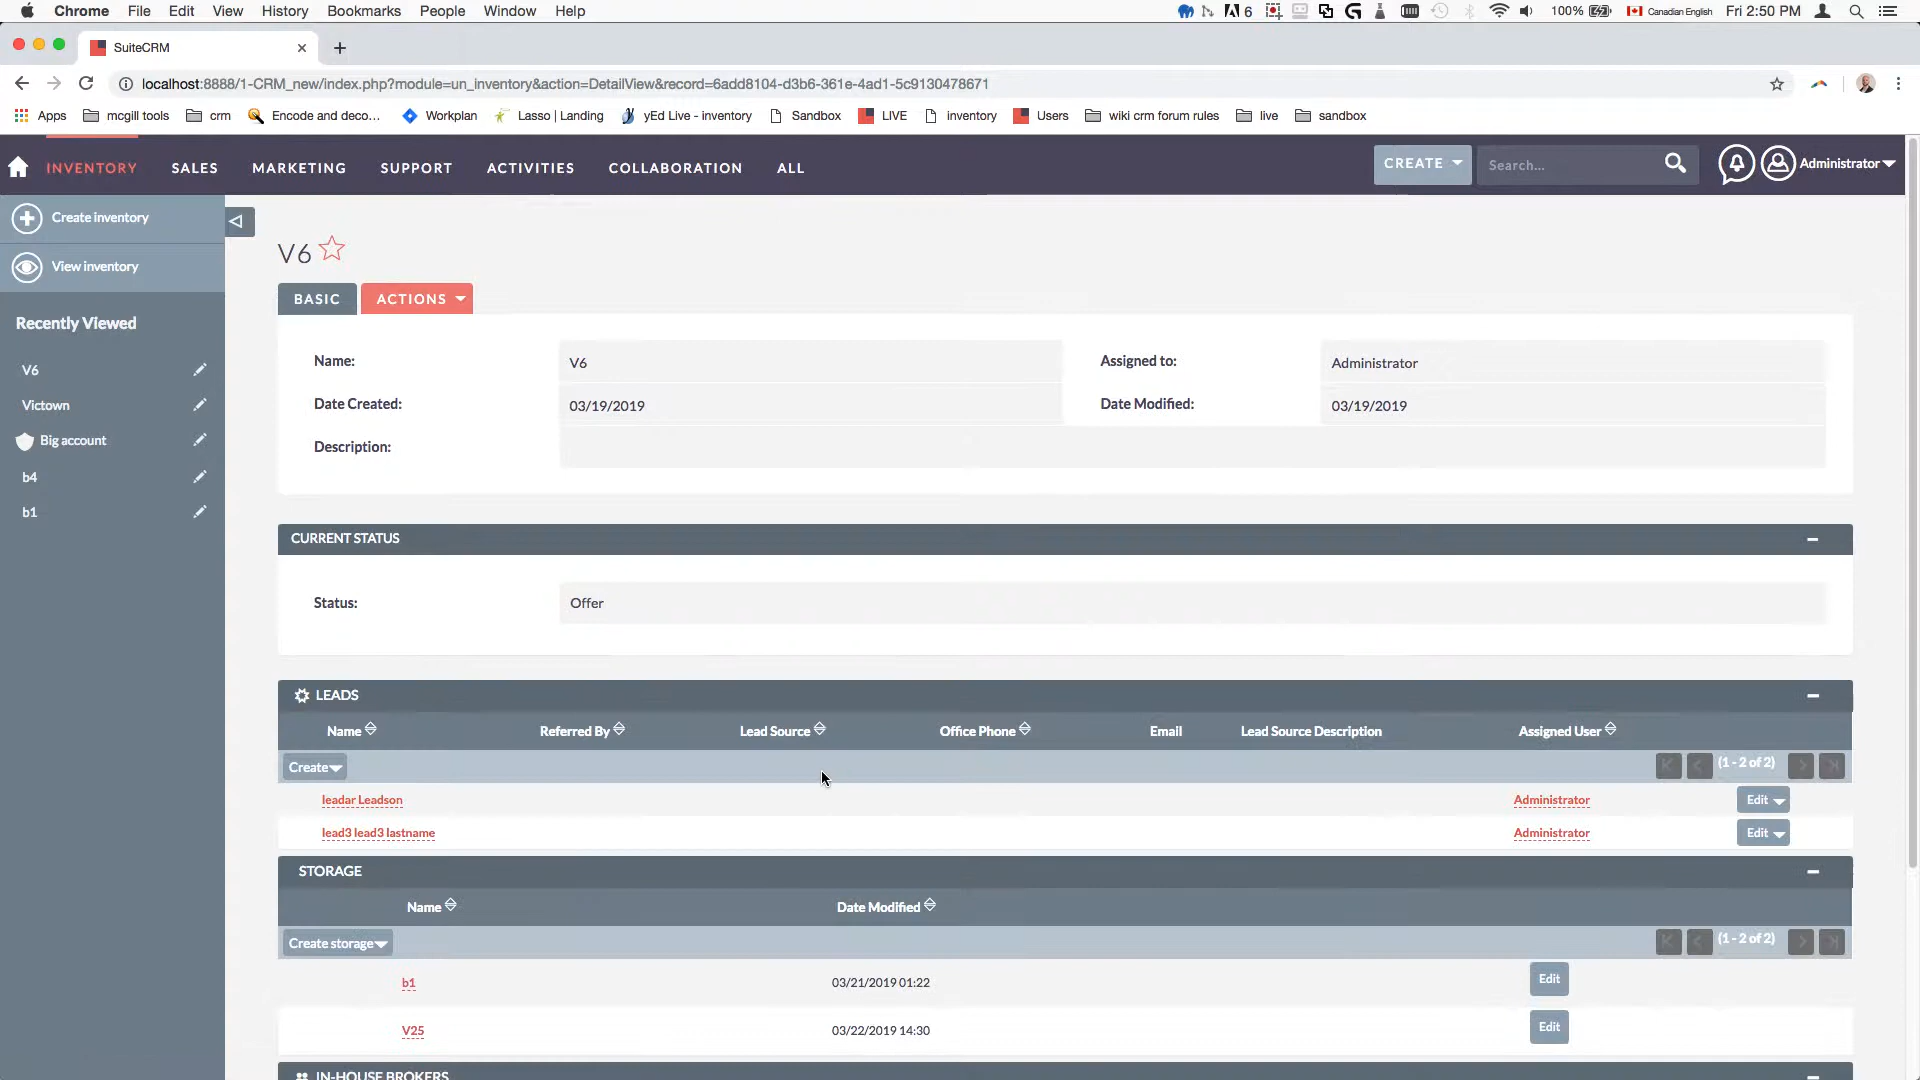 Chrome File Edit View History Bookmarks People Window Help 6 100% Canadian English Fri 2:50 PM
SuiteCRM
localhost:8888/1-CRM_new/index.php?module=un_inventory&action=DetailView&record=6add8104-d3b6-361e-4ad1-5c9130478671
Apps mcgill tools crm Encode and deco... Workplan Lasso | Landing yEd Live - inventory Sandbox LIVE inventory Users wiki crm forum rules live sandbox
INVENTORY SALES MARKETING SUPPORT ACTIVITIES COLLABORATION ALL CREATE Search... Administrator
Create inventory
View inventory
Recently Viewed
V6
Victown
Big account
b4
b1
V6
BASIC ACTIONS
Name: V6 Assigned to: Administrator
Date Created: 03/19/2019 Date Modified: 03/19/2019
Description:
CURRENT STATUS
Status: Offer
LEADS
Name Referred By Lead Source Office Phone Email Lead Source Description Assigned User
Create (1 - 2 of 2)
leadar Leadson Administrator Edit
lead3 lead3 lastname Administrator Edit
STORAGE
Name Date Modified
Create storage (1 - 2 of 2)
b1 03/21/2019 01:22 Edit
V25 03/22/2019 14:30 Edit
IN-HOUSE BROKERS